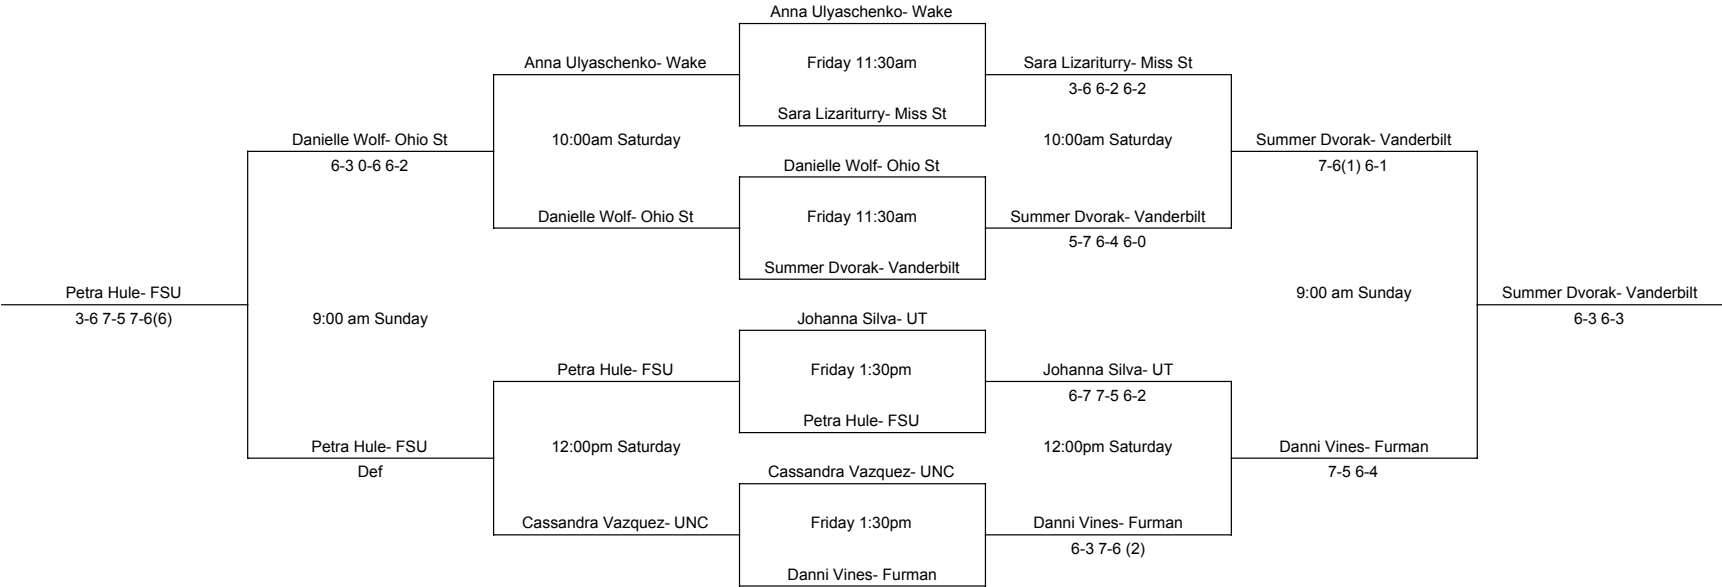 Anna Ulyaschenko- Wake
Anna Ulyaschenko- Wake
Friday 11:30am
Sara Lizariturry- Miss St
3-6 6-2 6-2
Sara Lizariturry- Miss St
Danielle Wolf- Ohio St
10:00am Saturday
10:00am Saturday
Summer Dvorak- Vanderbilt
6-3 0-6 6-2
Danielle Wolf- Ohio St
7-6(1) 6-1
Danielle Wolf- Ohio St
Friday 11:30am
Summer Dvorak- Vanderbilt
5-7 6-4 6-0
Summer Dvorak- Vanderbilt
Petra Hule- FSU
9:00 am Sunday
Summer Dvorak- Vanderbilt
3-6 7-5 7-6(6)
9:00 am Sunday
Johanna Silva- UT
6-3 6-3
Petra Hule- FSU
Friday 1:30pm
Johanna Silva- UT
6-7 7-5 6-2
Petra Hule- FSU
Petra Hule- FSU
12:00pm Saturday
12:00pm Saturday
Danni Vines- Furman
Def
Cassandra Vazquez- UNC
7-5 6-4
Cassandra Vazquez- UNC
Friday 1:30pm
Danni Vines- Furman
6-3 7-6 (2)
Danni Vines- Furman